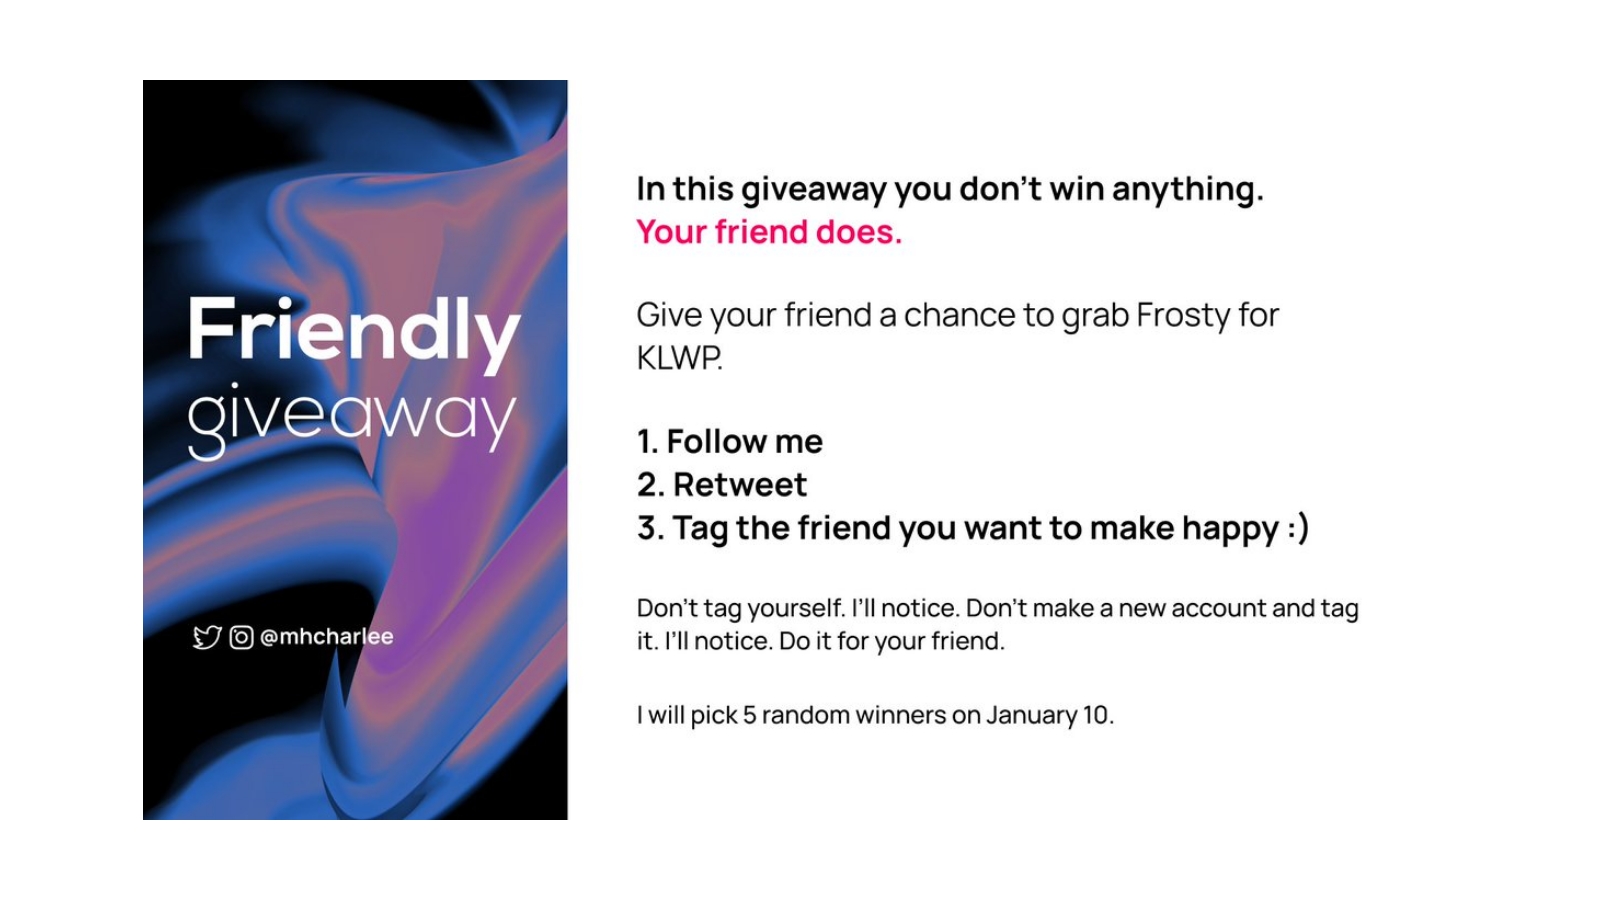 Friendly
giveaway
@mhcharlee
In this giveaway you don’t win anything.
Your friend does.
Give your friend a chance to grab Frosty for
KLWP.
1. Follow me
2. Retweet
3. Tag the friend you want to make happy :)
Don’t tag yourself. I’ll notice. Don’t make a new account and tag
it. I’ll notice. Do it for your friend.
I will pick 5 random winners on January 10.